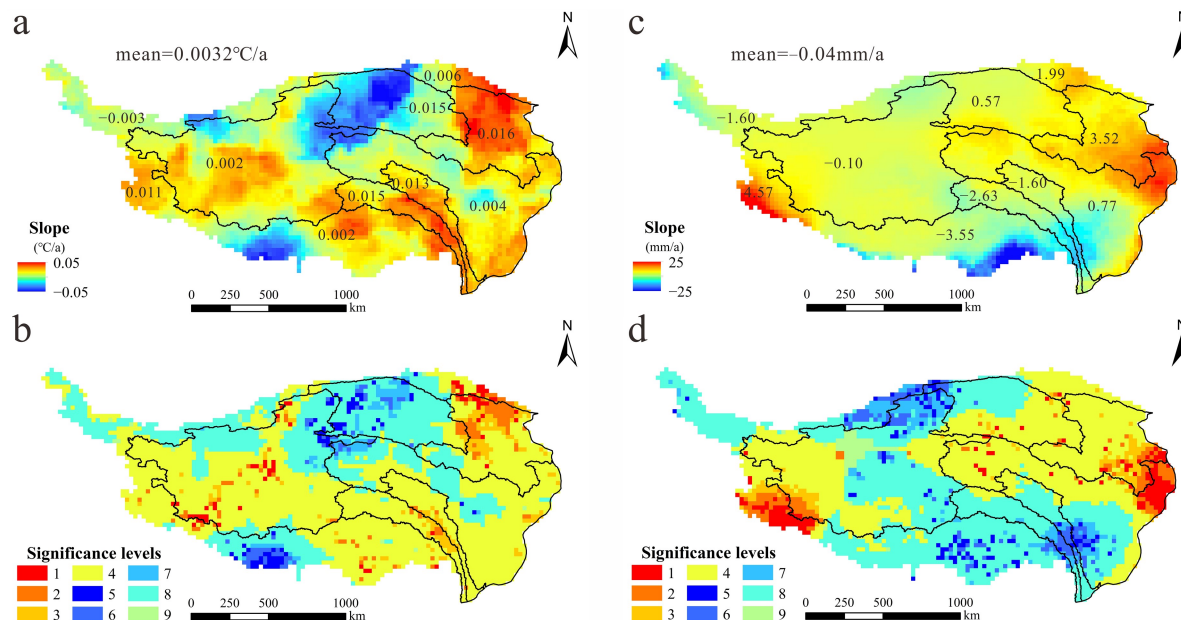 a
mean=0.0032℃/a
N
0.006
−0.015
−0.003
0.016
0.002
0.011
0.013
0.015
0.004
0.002
Slope
(℃/a)
0.05
−0.05
0 250 500 1000
km
c
mean=−0.04mm/a
N
1.99
0.57
−1.60
3.52
−0.10
4.57
−1.60
−2.63
0.77
−3.55
Slope
(mm/a)
25
−25
0 250 500 1000
km
b
N
Significance levels
1 4 7
2 5 8
3 6 9
0 250 500 1000
km
d
N
Significance levels
1 4 7
2 5 8
3 6 9
0 250 500 1000
km